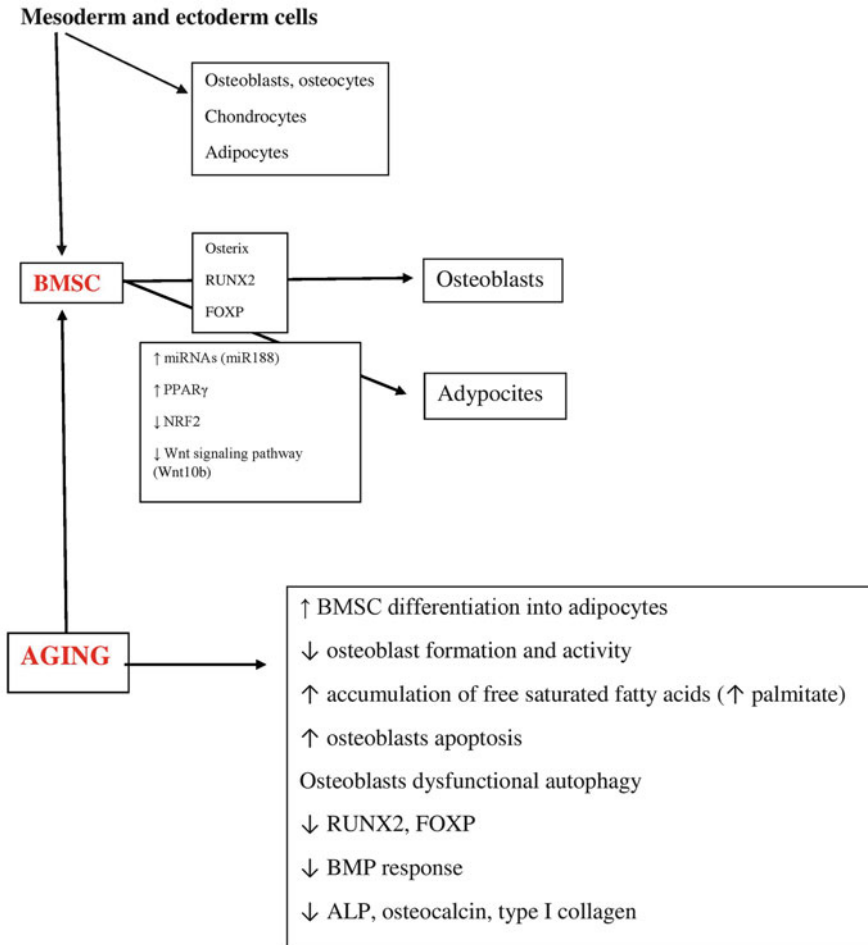 Mesoderm and ectoderm cells
Osteoblasts, osteocytes
Chondrocytes
Adipocytes
Osterix
RUNX2
FOXP
BMSC
Osteoblasts
↑ miRNAs (miR188)
↑ PPARγ
↓ NRF2
↓ Wnt signaling pathway
(Wnt10b)
Adypocites
AGING
↑ BMSC differentiation into adipocytes
↓ osteoblast formation and activity
↑ accumulation of free saturated fatty acids (↑ palmitate)
↑ osteoblasts apoptosis
Osteoblasts dysfunctional autophagy
↓ RUNX2, FOXP
↓ BMP response
↓ ALP, osteocalcin, type I collagen